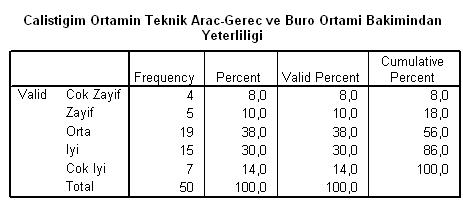 Calistigim Ortamin Teknik Arac-Gerec ve Buro Ortami Bakimindan
Yeterliligi
Frequency Percent Valid Percent Cumulative Percent
Valid Cok Zayif 4 8,0 8,0 8,0
Zayif 5 10,0 10,0 18,0
Orta 19 38,0 38,0 56,0
Iyi 15 30,0 30,0 86,0
Cok Iyi 7 14,0 14,0 100,0
Total 50 100,0 100,0